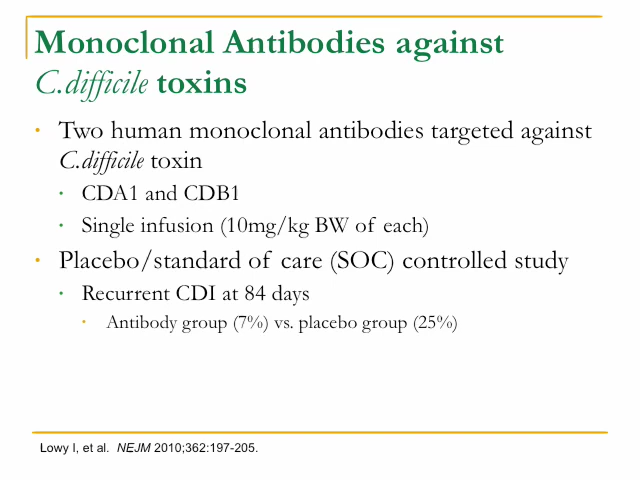 Monoclonal Antibodies against
C.difficile toxins
• Two human monoclonal antibodies targeted against
C.difficile toxin
• CDA1 and CDB1
• Single infusion (10mg/kg BW of each)
• Placebo/standard of care (SOC) controlled study
• Recurrent CDI at 84 days
• Antibody group (7%) vs. placebo group (25%)
Lowy I, et al. NEJM 2010;362:197-205.